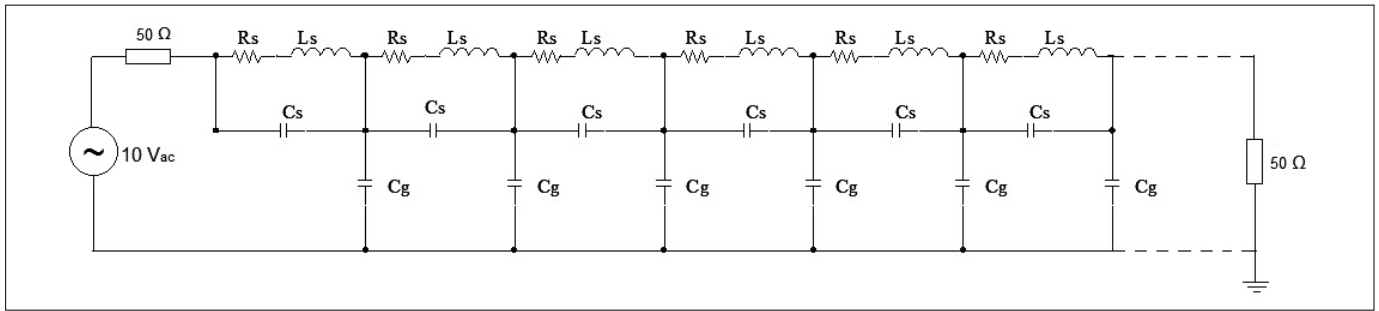 50 Ω
Rs Ls Rs Ls Rs Ls Rs Ls Rs Ls Rs Ls
Cs Cs Cs Cs Cs Cs
10 Vac
50 Ω
Cg Cg Cg Cg Cg Cg